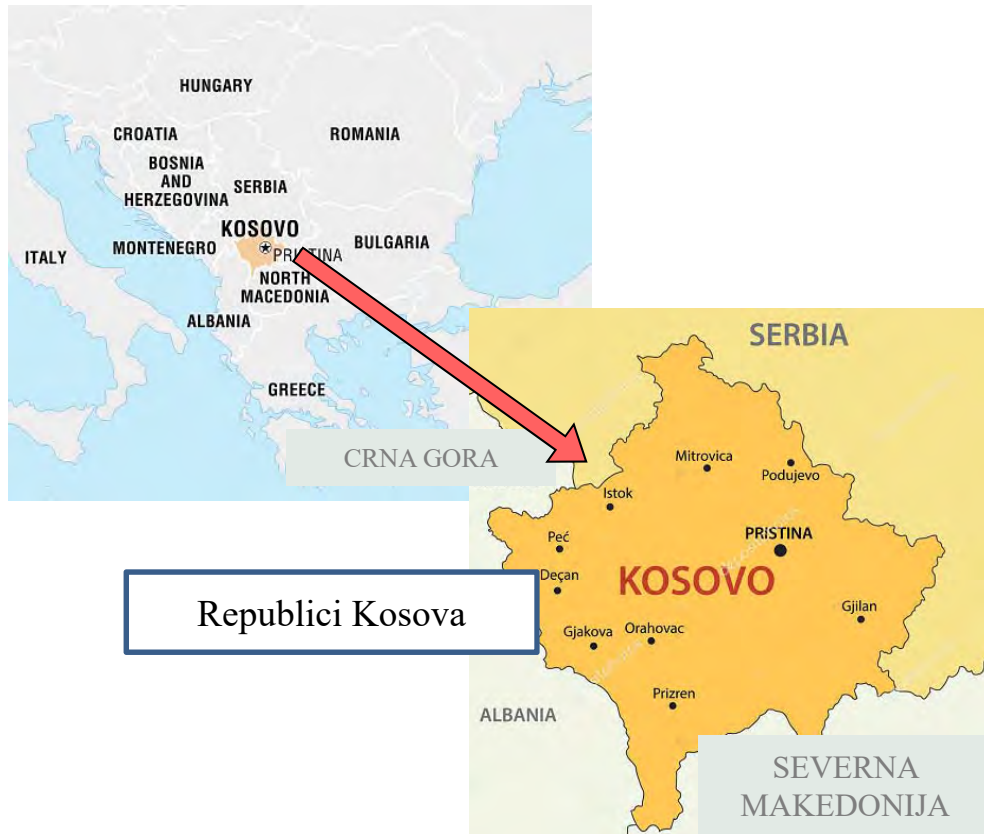 HUNGARY
CROATIA
ROMANIA
BOSNIA
AND
HERZEGOVINA
SERBIA
KOSOVO
PRISTINA
MONTENEGRO
BULGARIA
ITALY
NORTH
MACEDONIA
ALBANIA
GREECE
CRNA GORA
SERBIA
Mitrovica
Podujevo
Istok
PRISTINA
Peć
Deçan
KOSOVO
Republici Kosova
Gjilan
Gjakova
Orahovac
Prizren
ALBANIA
SEVERNA
MAKEDONIJA